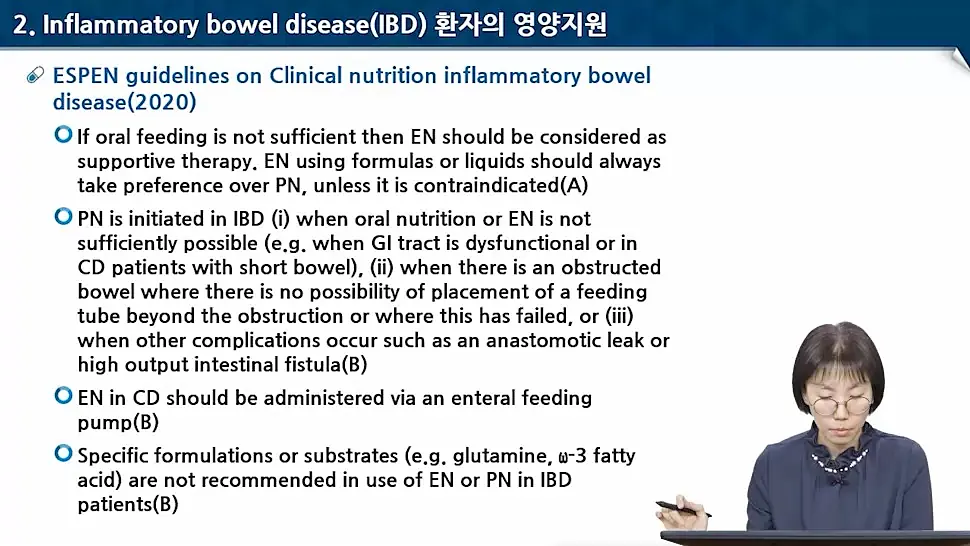 2. Inflammatory bowel disease(IBD) 환자의 영양지원
ESPEN guidelines on Clinical nutrition inflammatory bowel
disease(2020)
If oral feeding is not sufficient then EN should be considered as
supportive therapy. EN using formulas or liquids should always
take preference over PN, unless it is contraindicated(A)
PN is initiated in IBD (i) when oral nutrition or EN is not
sufficiently possible (e.g. when GI tract is dysfunctional or in
CD patients with short bowel), (ii) when there is an obstructed
bowel where there is no possibility of placement of a feeding
tube beyond the obstruction or where this has failed, or (iii)
when other complications occur such as an anastomotic leak or
high output intestinal fistula(B)
EN in CD should be administered via an enteral feeding
pump(B)
Specific formulations or substrates (e.g. glutamine, ω-3 fatty
acid) are not recommended in use of EN or PN in IBD
patients(B)